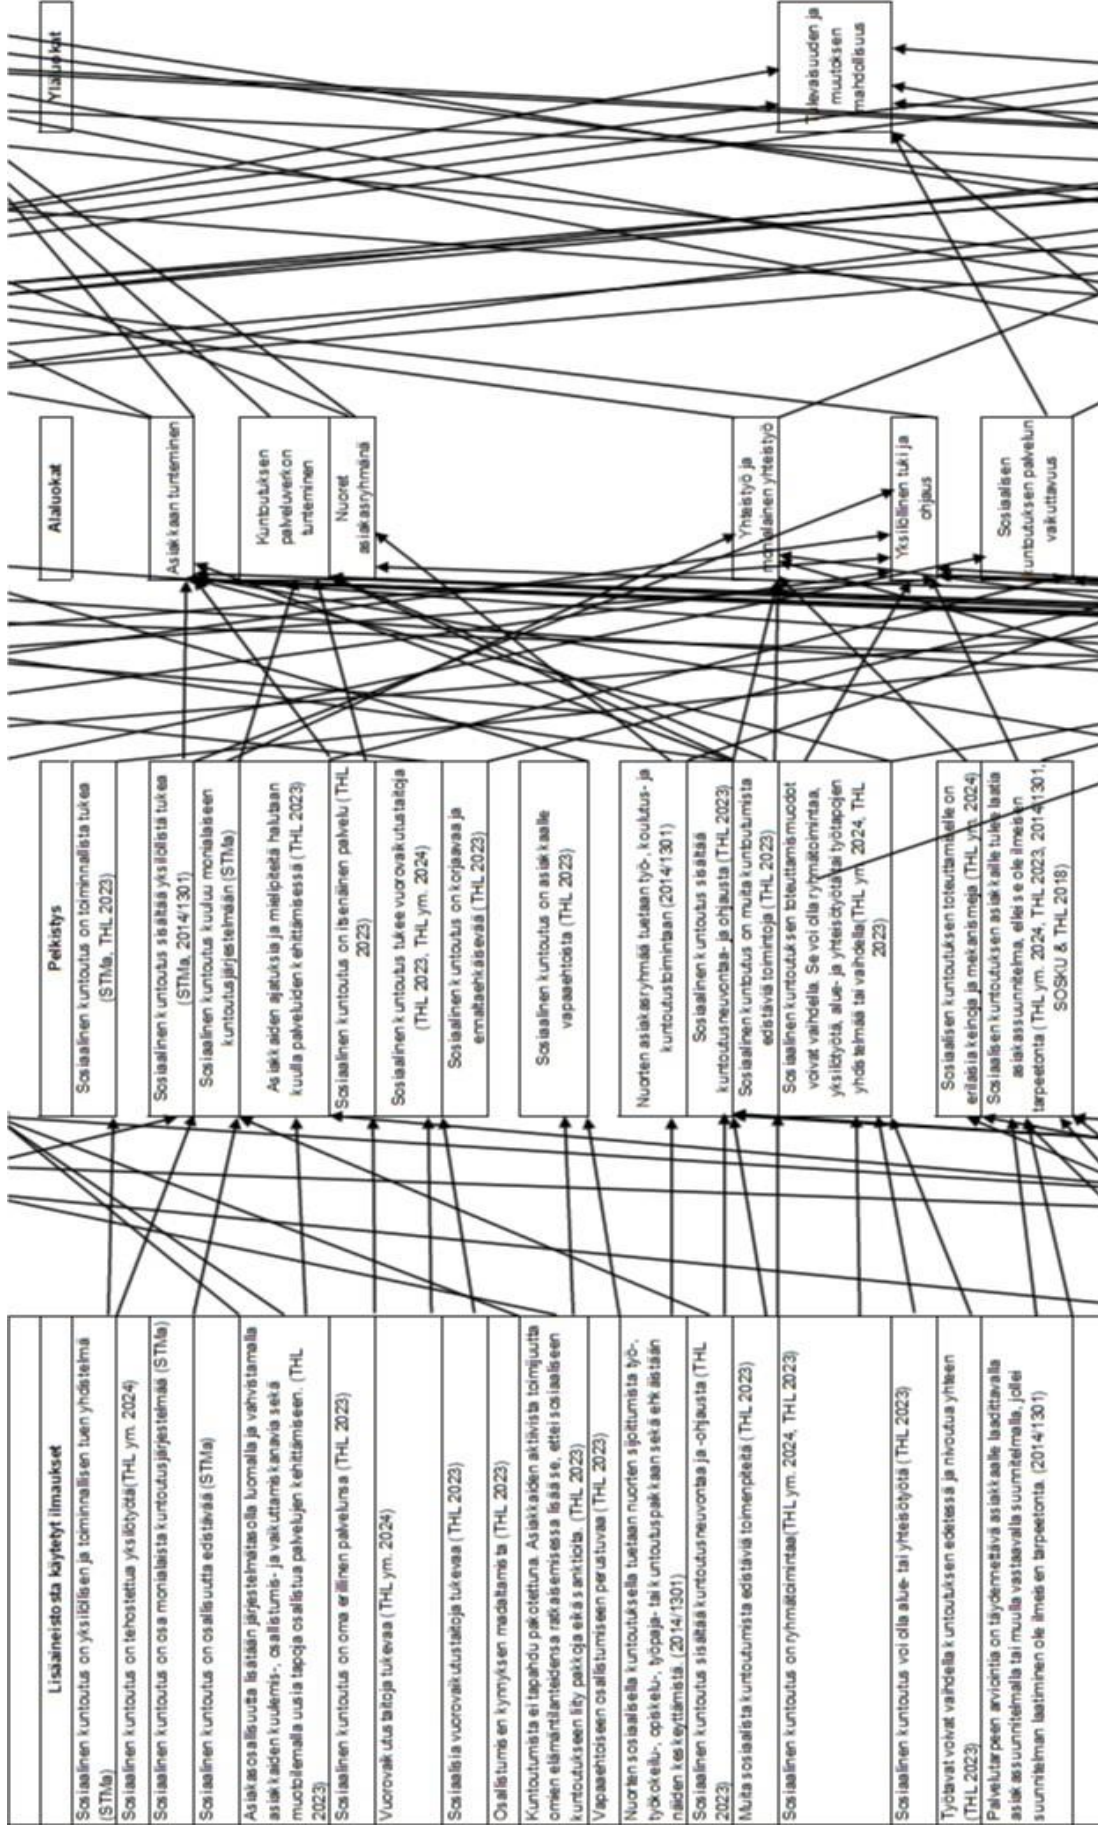 Lisäaineistosta käytetyt ilmaukset
Sosiaalinen kuntoutus on yksilöllisen ja toiminnallisen tuen yhdistelmä
(STMa)
Sosiaalinen kuntoutus on tehostettua yksilötyötä(THL ym. 2024)
Sosiaalinen kuntoutus on osa monialaista kuntoutusjärjestelmää (STMa)
Sosiaalinen kuntoutus on osallisuutta edistävää (STMa)
Asiakasosallisuutta lisätään järjestelmätasolla luomalla ja vahvistamalla
asiakkaiden kuulemis-, osallistumis- ja vaikuttamiskanavia sekä
muotoilemalla uusia tapoja osallistua palvelujen kehittämiseen. (THL
2023)
Sosiaalinen kuntoutus on oma erillinen palvelunsa (THL 2023)
Vuorovaikutustaitoja tukevaa (THL ym. 2024)
Sosiaalisia vuorovaikutustaitoja tukevaa (THL 2023)
Osallistumisen kynnyksen madaltamista (THL 2023)
Kuntoutumista ei tapahdu pakotettuna. Asiakkaiden aktiivista toimijuutta
omien elämäntilanteidensa ratkaisemisessa lisää se, ettei sosiaaliseen
kuntoutukseen liity pakkoja eikä sanktioita. (THL 2023)
Vapaaehtoiseen osallistumiseen perustuvaa (THL 2023)
Nuorten sosiaalisella kuntoutuksella tuetaan nuorten sijoittumista työ-,
työkokeilu-, opiskelu-, työpaja- tai kuntoutuspaikkaan sekä ehkäistään
näiden keskeyttämistä. (2014/1301)
Sosiaalinen kuntoutus sisältää kuntoutusneuvontaa ja -ohjausta (THL
2023)
Muita sosiaalista kuntoutumista edistäviä toimenpiteitä (THL 2023)
Sosiaalinen kuntoutus on ryhmätoimintaa(THL ym. 2024, THL 2023)
Sosiaalinen kuntoutus voi olla alue- tai yhteisötyötä (THL 2023)
Työtavat voivat vaihdella kuntoutuksen edetessä ja nivoutua yhteen
(THL 2023)
Palvelutarpeen arviointia on täydennettävä asiakkaalle laadittavalla
asiakassuunnitelmalla tai muulla vastaavalla suunnitelmalla, jollei
suunnitelman laatiminen ole ilmeisen tarpeetonta. (2014/1301)
Pelkistys
Sosiaalinen kuntoutus on toiminnallista tukea
(STMa, THL 2023)
Sosiaalinen kuntoutus sisältää yksilöllistä tukea
(STMa, 2014/1301)
Sosiaalinen kuntoutus kuuluu monialaiseen
kuntoutusjärjestelmään (STMa)
Asiakkaiden ajatuksia ja mielipiteitä halutaan
kuulla palveluiden kehittämisessä (THL 2023)
Sosiaalinen kuntoutus on itsenäinen palvelu (THL
2023)
Sosiaalinen kuntoutus tukee vuorovaikutustaitoja
(THL 2023, THL ym. 2024)
Sosiaalinen kuntoutus on korjaavaa ja
ennaltaehkäisevää (THL 2023)
Sosiaalinen kuntoutus on asiakkaalle
vapaaehtoista (THL 2023)
Nuorten asiakasryhmää tuetaan työ-, koulutus- ja
kuntoutustoimintaan (2014/1301)
Sosiaalinen kuntoutus sisältää
kuntoutusneuvontaa- ja ohjausta (THL 2023)
Sosiaalinen kuntoutus on muita kuntoutumista
edistäviä toimintoja (THL 2023)
Sosiaalinen kuntoutuksen toteuttamismuodot
voivat vaihdella. Se voi olla ryhmätoimintaa,
yksilötyötä, alue- ja yhteisötyötä tai työtapojen
yhdistelmää tai vaihdella(THL ym. 2024, THL
2023)
Sosiaalisen kuntoutuksen toteuttamiselle on
erilaisia keinoja ja mekanismeja (THL ym. 2024)
Sosiaalisen kuntoutuksen asiakkaille tulee laatia
asiakassuunnitelma, ellei se ole ilmeisen
tarpeetonta (THL ym. 2024, THL 2023, 2014/1301,
SOSKU & THL 2018)
Alaluokat
Asiakkaan tunteminen
Kuntoutuksen
palveluverkon
tunteminen
Nuoret
asiakasryhmänä
Yhteistyö ja
monialainen yhteistyö
Yksilöllinen tuki ja
ohjaus
Sosiaalisen
kuntoutuksen palvelun
vaikuttavuus
Yläluokat
Tulevaisuuden ja
muutoksen
mahdollisuus